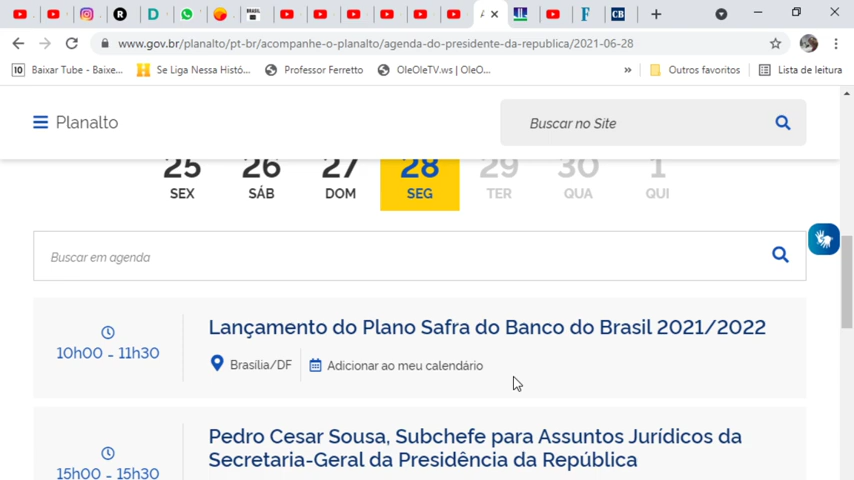 www.gov.br/planalto/pt-br/acompanhe-o-planalto/agenda-do-presidente-da-republica/2021-06-28
Baixar Tube - Baixe...
Se Liga Nessa Histó...
Professor Ferretto
OleOleTV.ws | OleO...
»
Outros favoritos
Lista de leitura
Planalto
Buscar no Site
25 26 27 28 29 30 1
SEX SÁB DOM SEG TER QUA QUI
Buscar em agenda
10h00 - 11h30
Lançamento do Plano Safra do Banco do Brasil 2021/2022
Brasília/DF
Adicionar ao meu calendário
15h00 - 15h30
Pedro Cesar Sousa, Subchefe para Assuntos Jurídicos da
Secretaria-Geral da Presidência da República